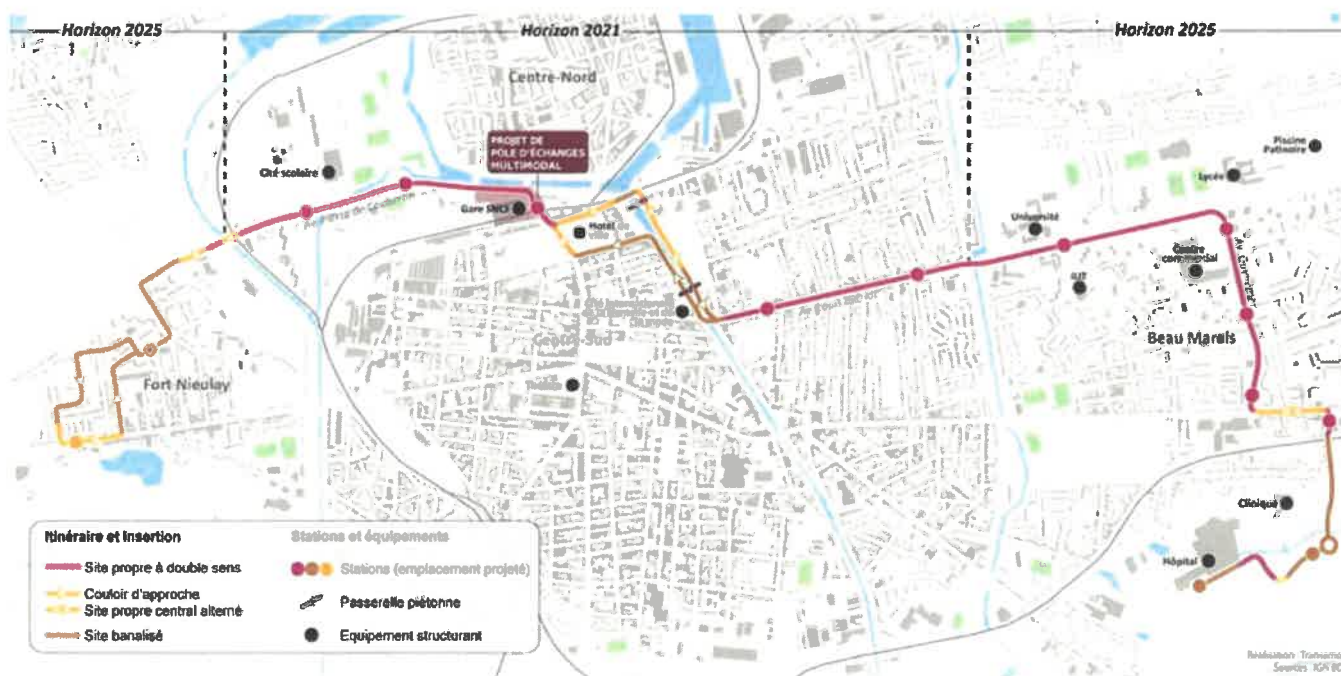 Horizon 2025
Horizon 2021
Horizon 2025
Centre-Nord
PROJET DE
PÔLE D'ÉCHANGES
MULTIMODAL
Piscine
Patinoire
Cité scolaire
Lycée
Gare SNCF
Hotel de
ville
Université
Centre
commercial
IUT
Centre-Sud
Beau Marais
Fort Nieulay
Clinique
Hôpital
Itinéraire et Insertion
Site propre à double sens
Couloir d'approche
Site propre central alterné
Site banalisé
Stations et équipements
Stations (emplacement projeté)
Passerelle piétonne
Equipement structurant